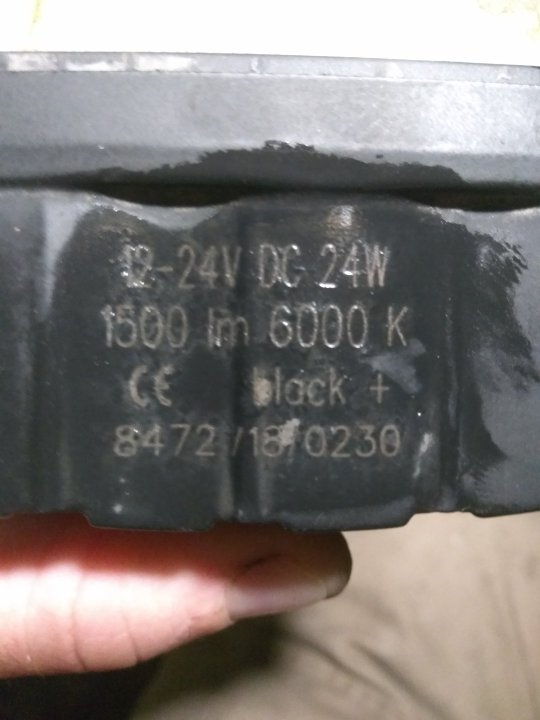 12-24V DC 24W
1500 lm 6000 K
CE black +
8472/18/0230